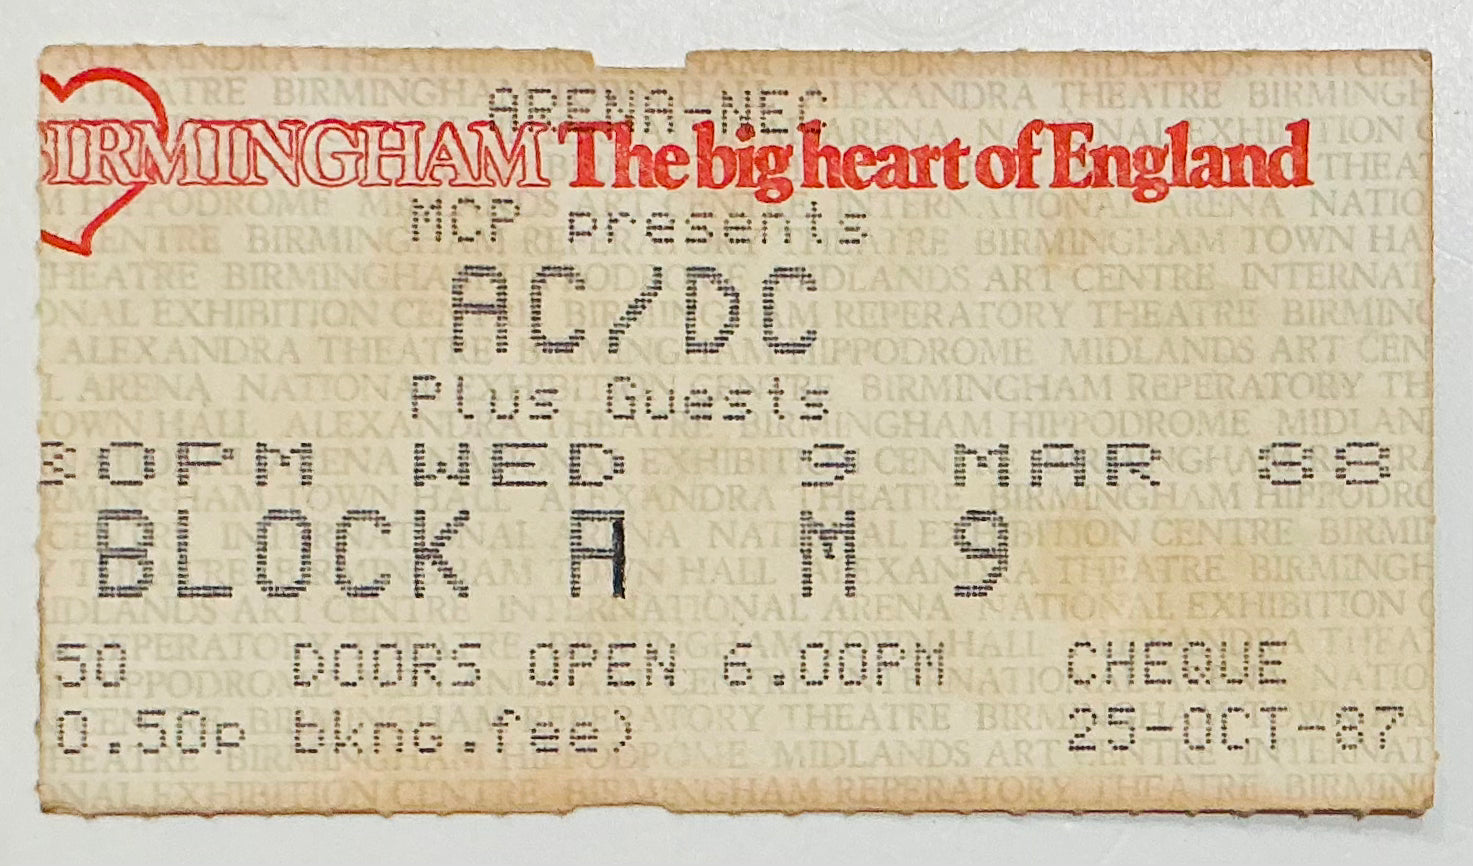 ARENA-NEC
BIRMINGHAM The big heart of England
MCP presents
AC/DC
Plus Guests
30PM WED 9 MAR 88
BLOCK A M 9
50 DOORS OPEN 6.00PM CHEQUE
0.50p bkng.fee) 25-OCT-87